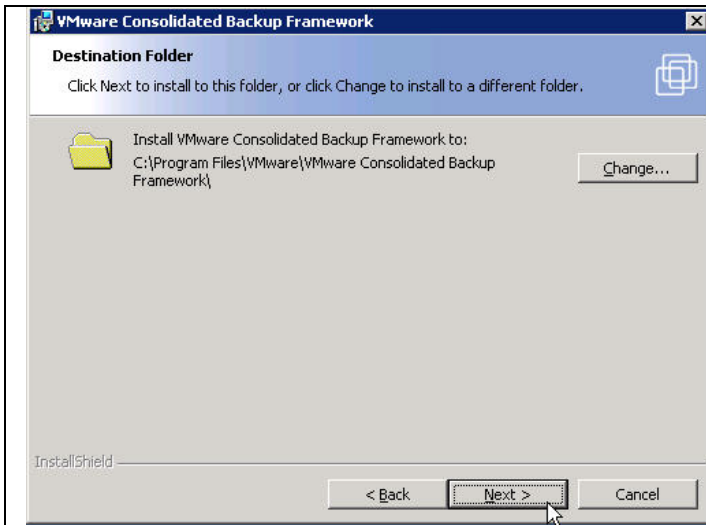 VMware Consolidated Backup Framework
Destination Folder
Click Next to install to this folder, or click Change to install to a different folder.
Install VMware Consolidated Backup Framework to:
C:\Program Files\VMware\VMware Consolidated Backup
Framework\
Change...
InstallShield
< Back
Next >
Cancel